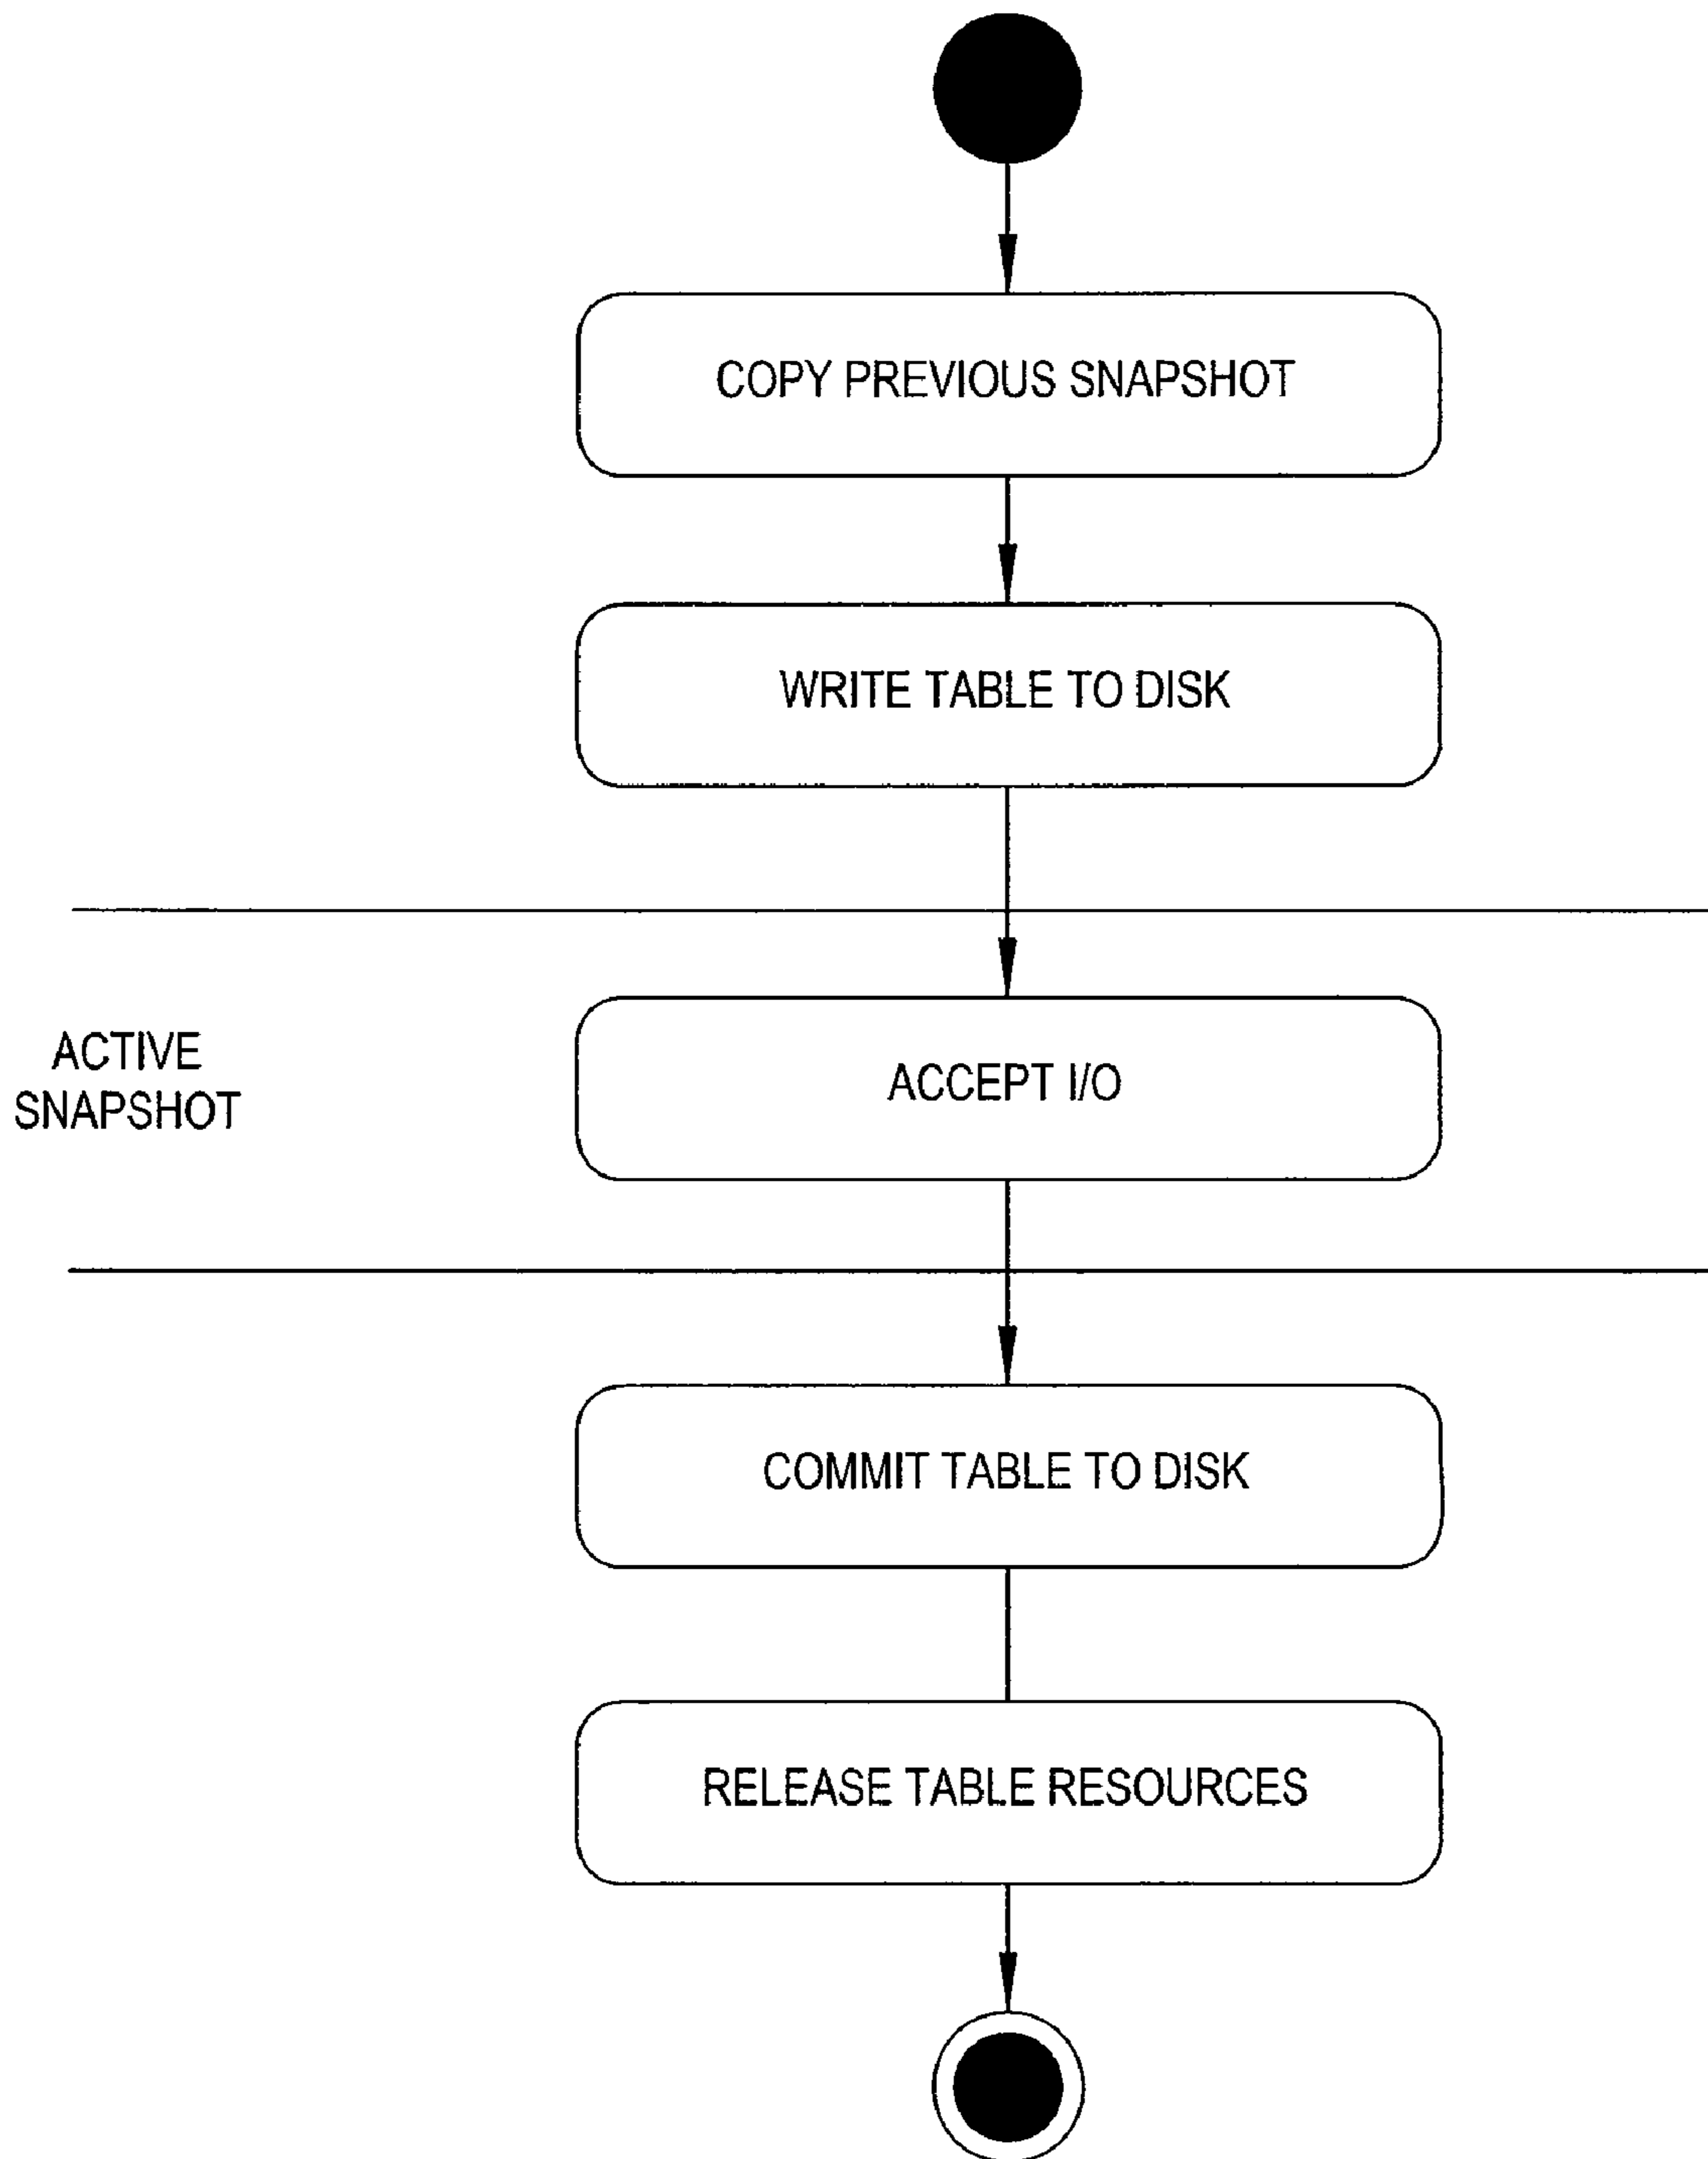 COPY PREVIOUS SNAPSHOT
WRITE TABLE TO DISK
ACTIVE
SNAPSHOT
ACCEPT I/O
COMMIT TABLE TO DISK
RELEASE TABLE RESOURCES